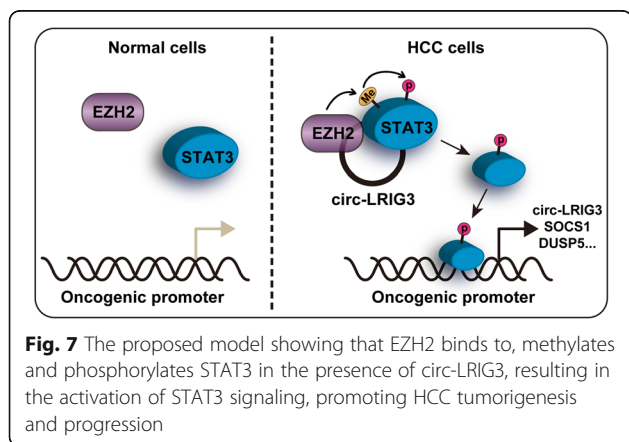 Normal cells
HCC cells
EZH2
STAT3
Oncogenic promoter
Me
p
EZH2
STAT3
circ-LRIG3
p
p
circ-LRIG3
SOCS1
DUSP5...
Oncogenic promoter
Fig. 7 The proposed model showing that EZH2 binds to, methylates
and phosphorylates STAT3 in the presence of circ-LRIG3, resulting in
the activation of STAT3 signaling, promoting HCC tumorigenesis
and progression